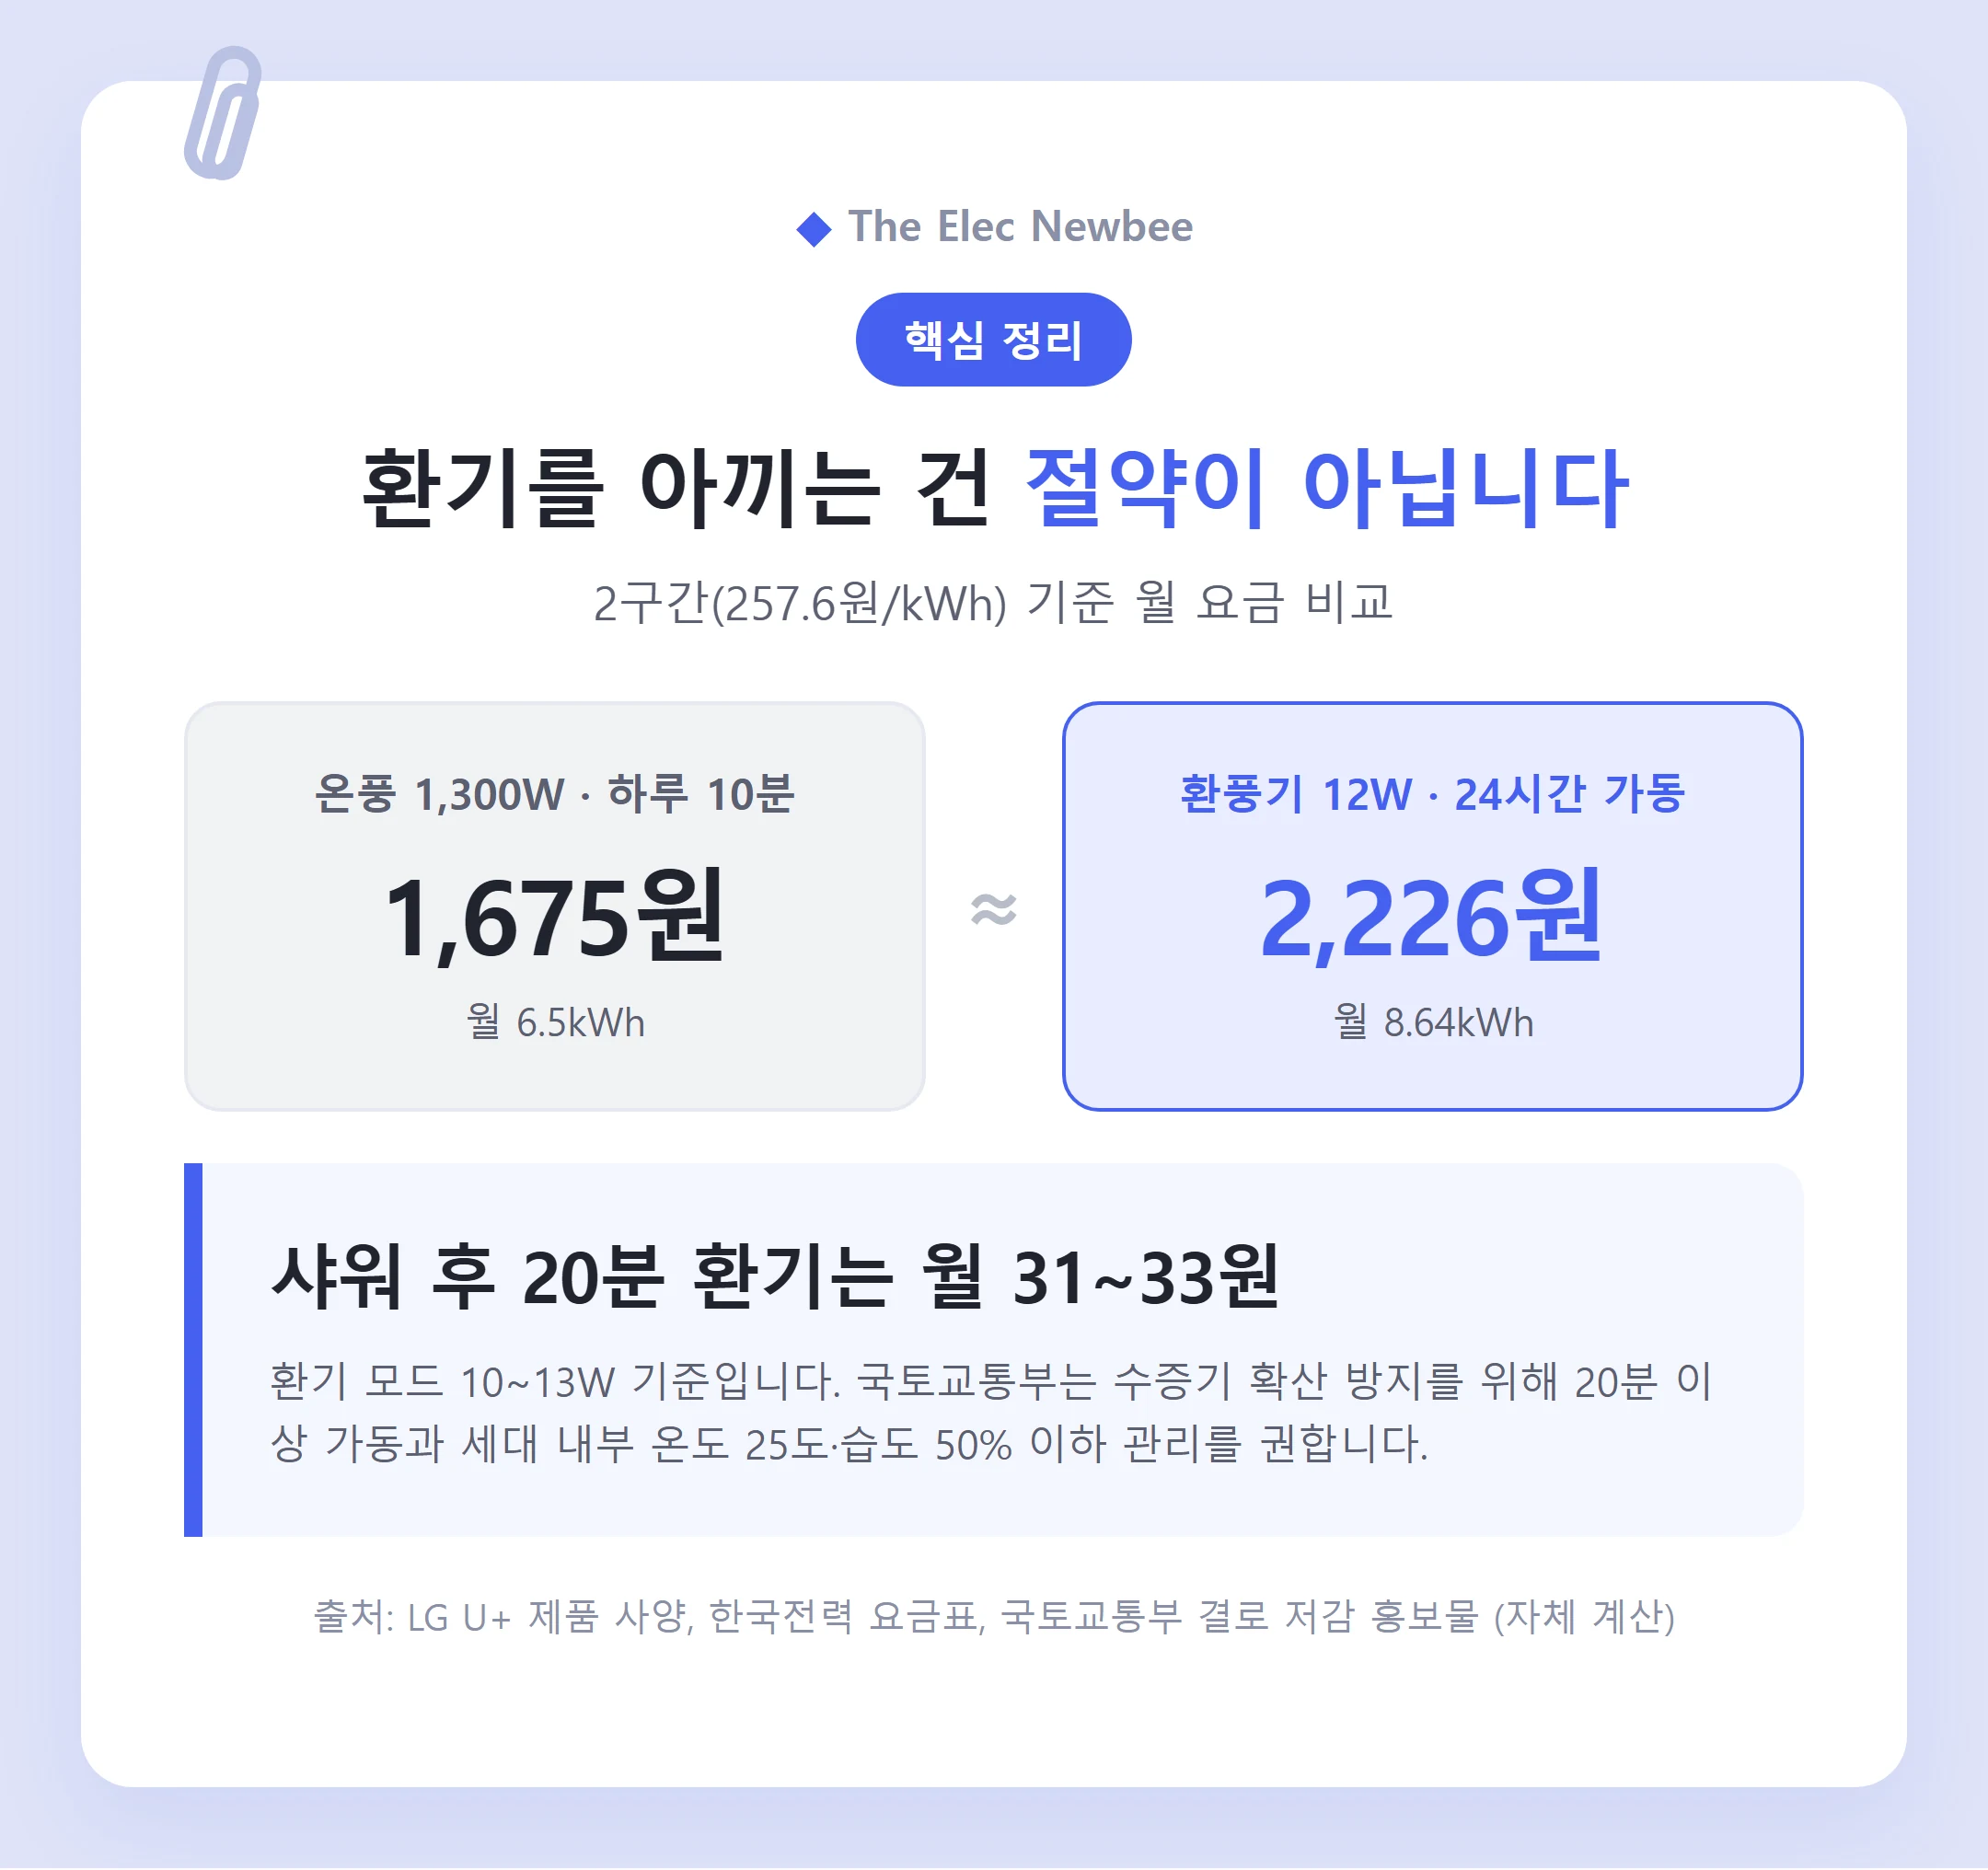 ◆ The Elec Newbee
핵심 정리
환기를 아끼는 건 절약이 아닙니다
2구간(257.6원/kWh) 기준 월 요금 비교
온풍 1,300W · 하루 10분
1,675원
월 6.5kWh
≈
환풍기 12W · 24시간 가동
2,226원
월 8.64kWh
샤워 후 20분 환기는 월 31~33원
환기 모드 10~13W 기준입니다. 국토교통부는 수증기 확산 방지를 위해 20분 이
상 가동과 세대 내부 온도 25도·습도 50% 이하 관리를 권합니다.
출처: LG U+ 제품 사양, 한국전력 요금표, 국토교통부 결로 저감 홍보물 (자체 계산)